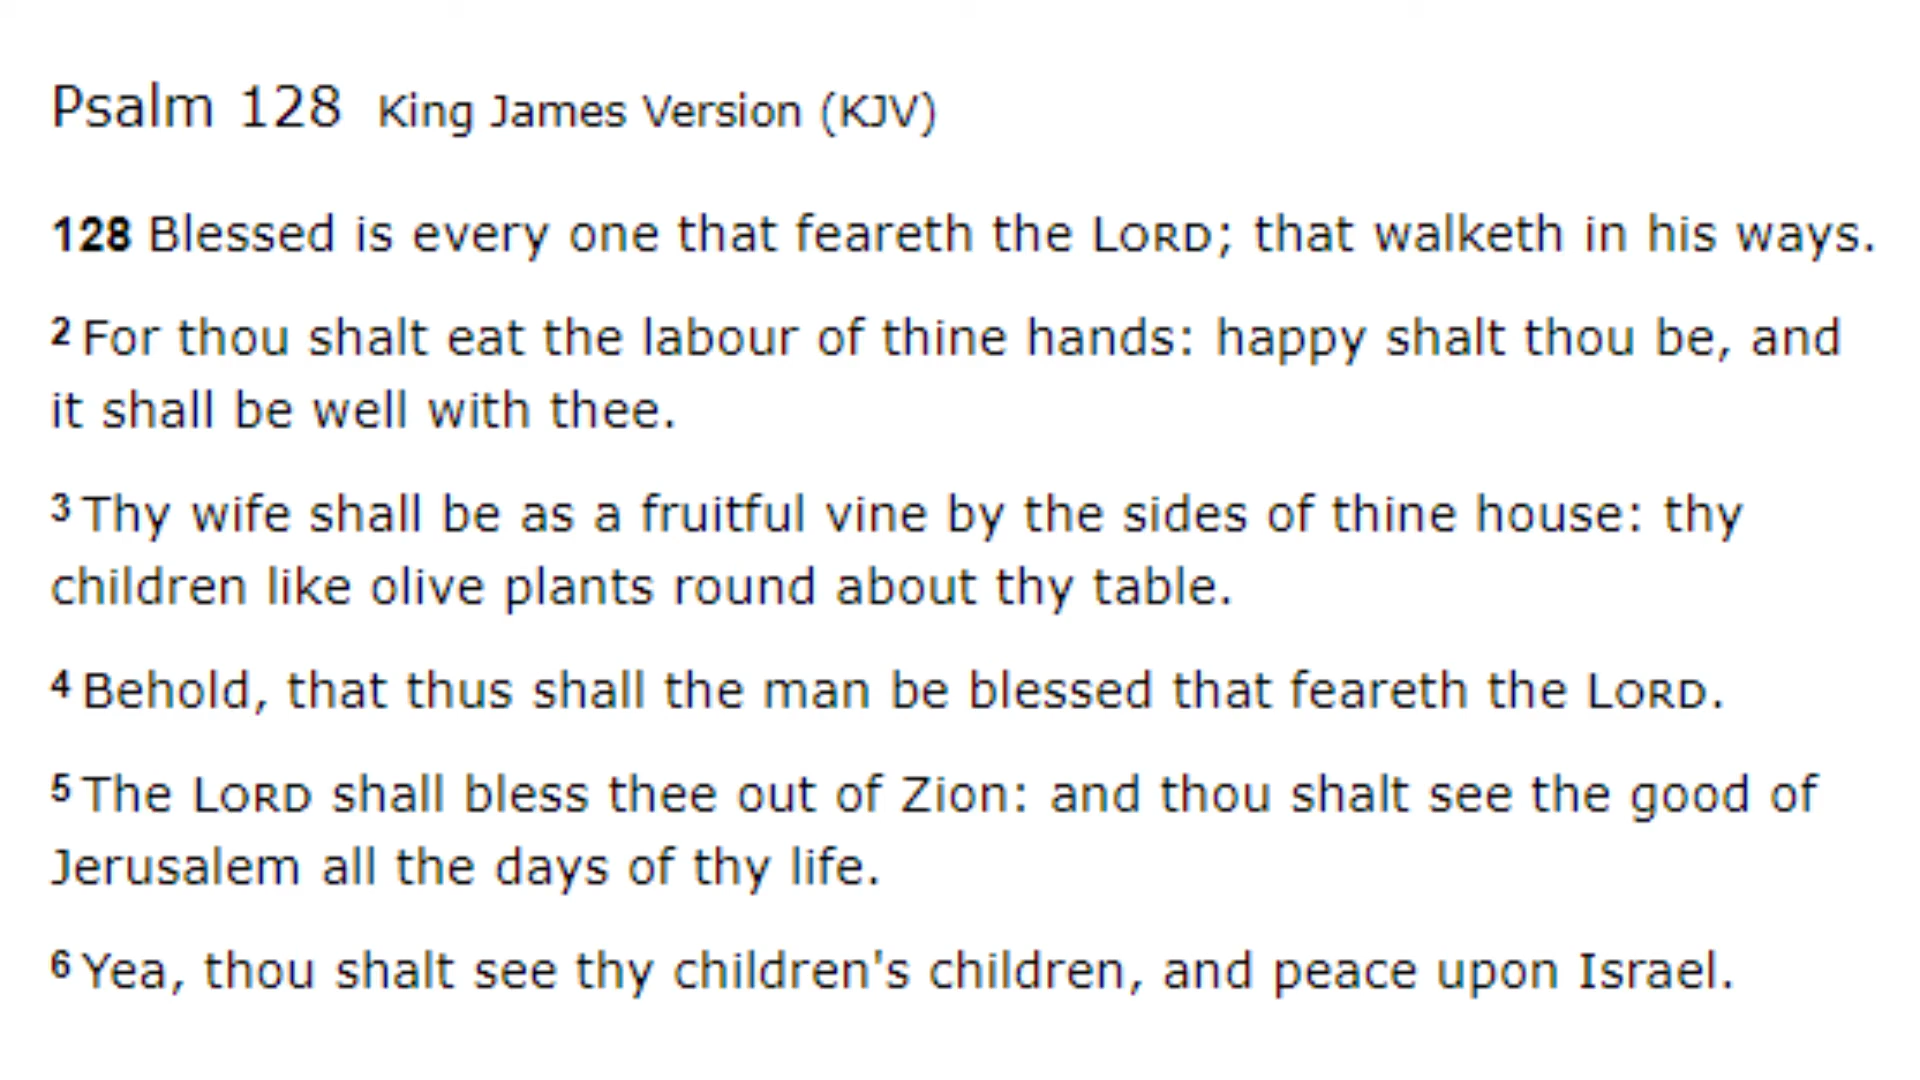 Psalm 128 King James Version (KJV)
128 Blessed is every one that feareth the LORD; that walketh in his ways.
2 For thou shalt eat the labour of thine hands: happy shalt thou be, and
it shall be well with thee.
3 Thy wife shall be as a fruitful vine by the sides of thine house: thy
children like olive plants round about thy table.
4 Behold, that thus shall the man be blessed that feareth the LORD.
5 The LORD shall bless thee out of Zion: and thou shalt see the good of
Jerusalem all the days of thy life.
6 Yea, thou shalt see thy children's children, and peace upon Israel.